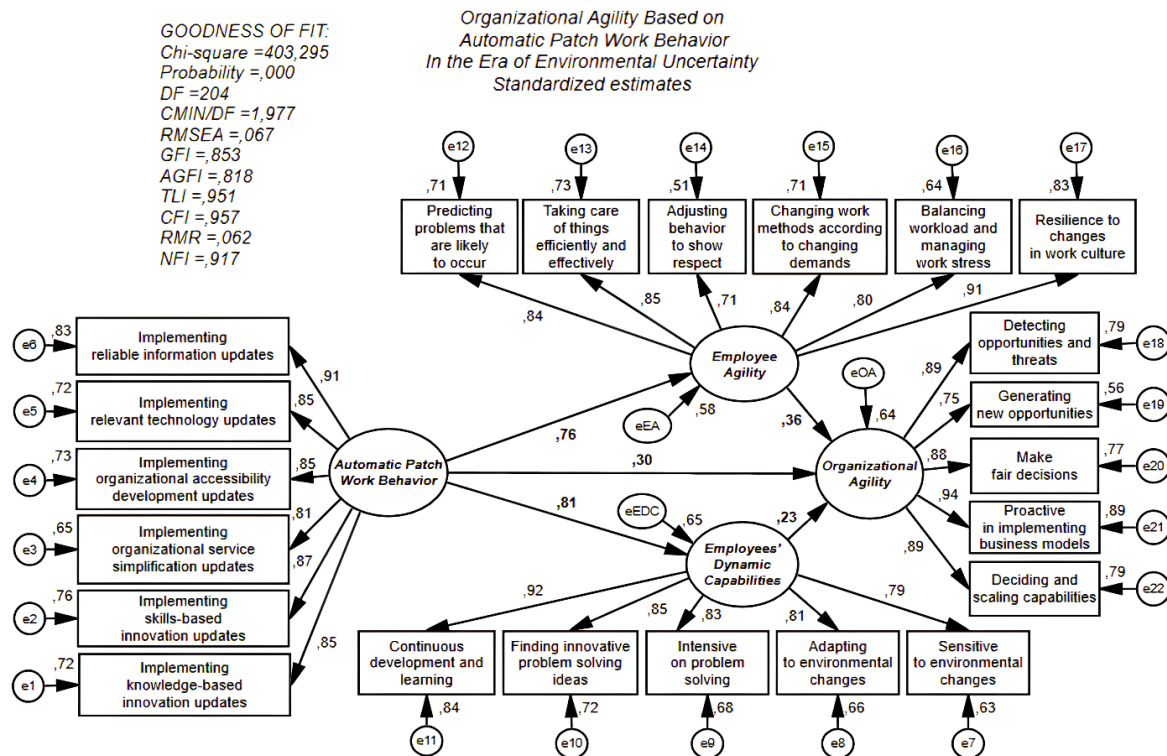 GOODNESS OF FIT:
Chi-square =403,295
Probability =,000
DF =204
CMIN/DF =1,977
RMSEA =,067
GFI =,853
AGFI =,818
TLI =,951
CFI =,957
RMR =,062
NFI =,917
Organizational Agility Based on
Automatic Patch Work Behavior
In the Era of Environmental Uncertainty
Standardized estimates
e12
e13
e14
e15
e16
e17
,71
,73
,51
,71
,64
,83
Predicting
problems that
are likely
to occur
Taking care
of things
efficiently and
effectively
Adjusting
behavior
to show
respect
Changing work
methods according
to changing
demands
Balancing
workload and
managing
work stress
Resilience to
changes
in work culture
,84
,85
,71
,84
,80
,91
Employee
Agility
eEA
,58
e6
,83
Implementing
reliable information updates
,91
e5
,72
Implementing
relevant technology updates
,85
e4
,73
Implementing
organizational accessibility
development updates
,85
e3
,65
Implementing
organizational service
simplification updates
,81
e2
,76
Implementing
skills-based
innovation updates
,87
e1
,72
Implementing
knowledge-based
innovation updates
,85
Automatic Patch
Work Behavior
,76
,30
,81
,36
,23
eOA
,64
Organizational
Agility
,89
Detecting
opportunities and
threats
,79
e18
,75
Generating
new opportunities
,56
e19
,88
Make
fair decisions
,77
e20
,94
Proactive
in implementing
business models
,89
e21
,89
Deciding and
scaling capabilities
,79
e22
eEDC
,65
Employees'
Dynamic
Capabilities
,92
,85
,83
,81
,79
Continuous
development and
learning
Finding innovative
problem solving
ideas
Intensive
on problem
solving
Adapting
to environmental
changes
Sensitive
to environmental
changes
,84
,72
,68
,66
,63
e11
e10
e9
e8
e7